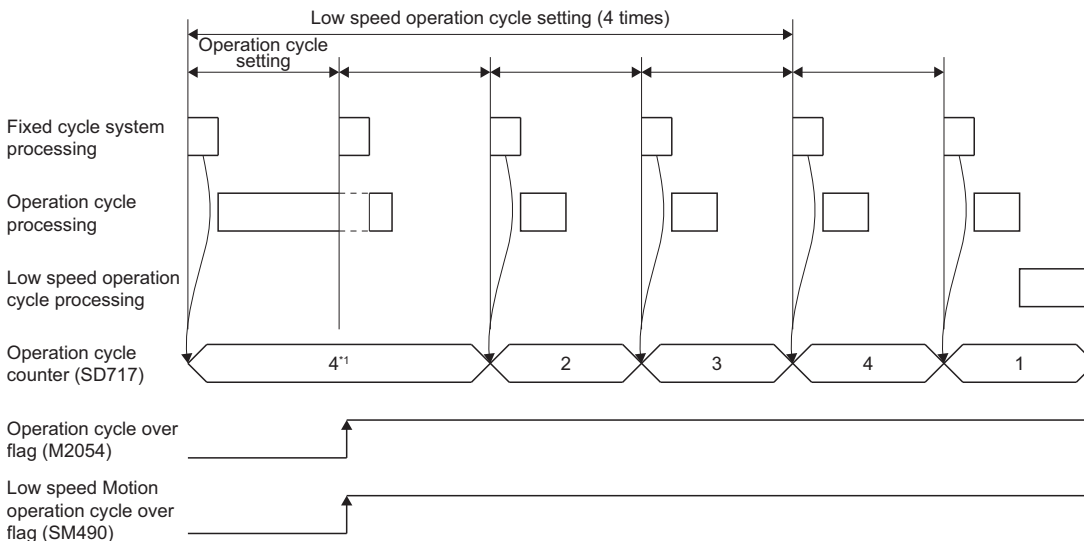 Low speed operation cycle setting (4 times)
Operation cycle
setting
Fixed cycle system
processing
Operation cycle
processing
Low speed operation
cycle processing
Operation cycle
counter (SD717)
4*1
2
3
4
1
Operation cycle over
flag (M2054)
Low speed Motion
operation cycle over
flag (SM490)